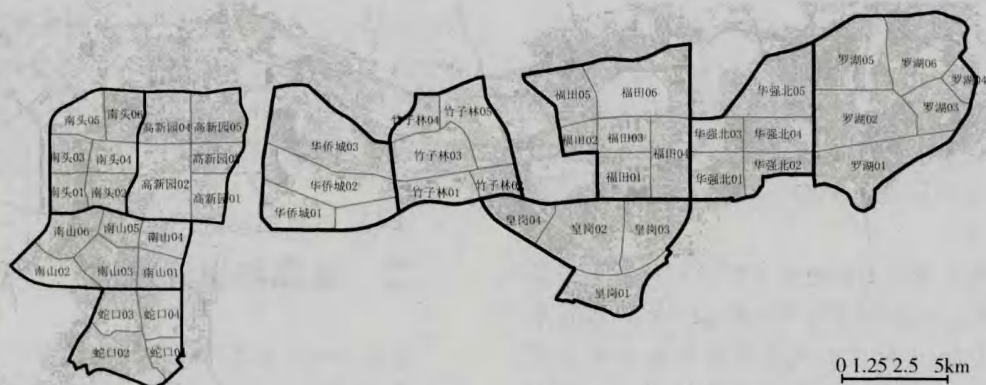 南头05
南头06
高新园04
高新园05
南头03
南头04
高新园03
南头01
南头02
高新园02
高新园01
南山06
南山05
南山04
南山02
南山03
南山01
蛇口03
蛇口04
蛇口02
蛇口01
华侨城03
华侨城02
华侨城01
竹子林04
竹子林05
竹子林03
竹子林01
竹子林02
福田05
福田06
福田02
福田03
福田04
福田01
皇岗04
皇岗02
皇岗03
皇岗01
华强北05
华强北03
华强北04
华强北01
华强北02
罗湖05
罗湖06
罗湖04
罗湖03
罗湖02
罗湖01
0 1.25 2.5 5km